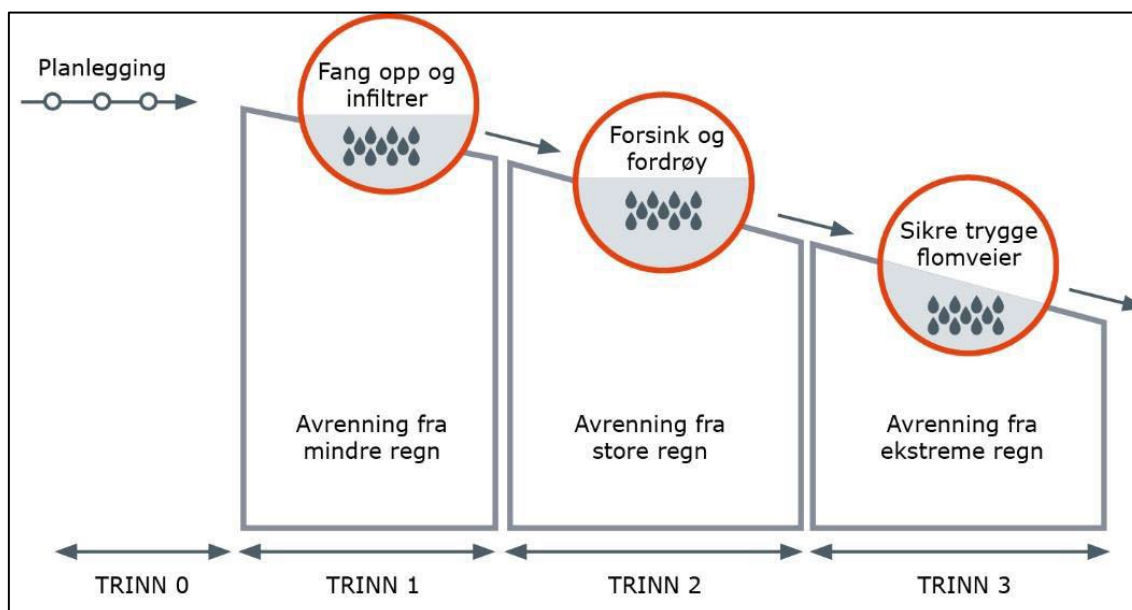 Planlegging
Fang opp og
infiltrer
Forsink og
fordrøy
Sikre trygge
flomveier
Avrenning fra
mindre regn
Avrenning fra
store regn
Avrenning fra
ekstreme regn
TRINN 0
TRINN 1
TRINN 2
TRINN 3